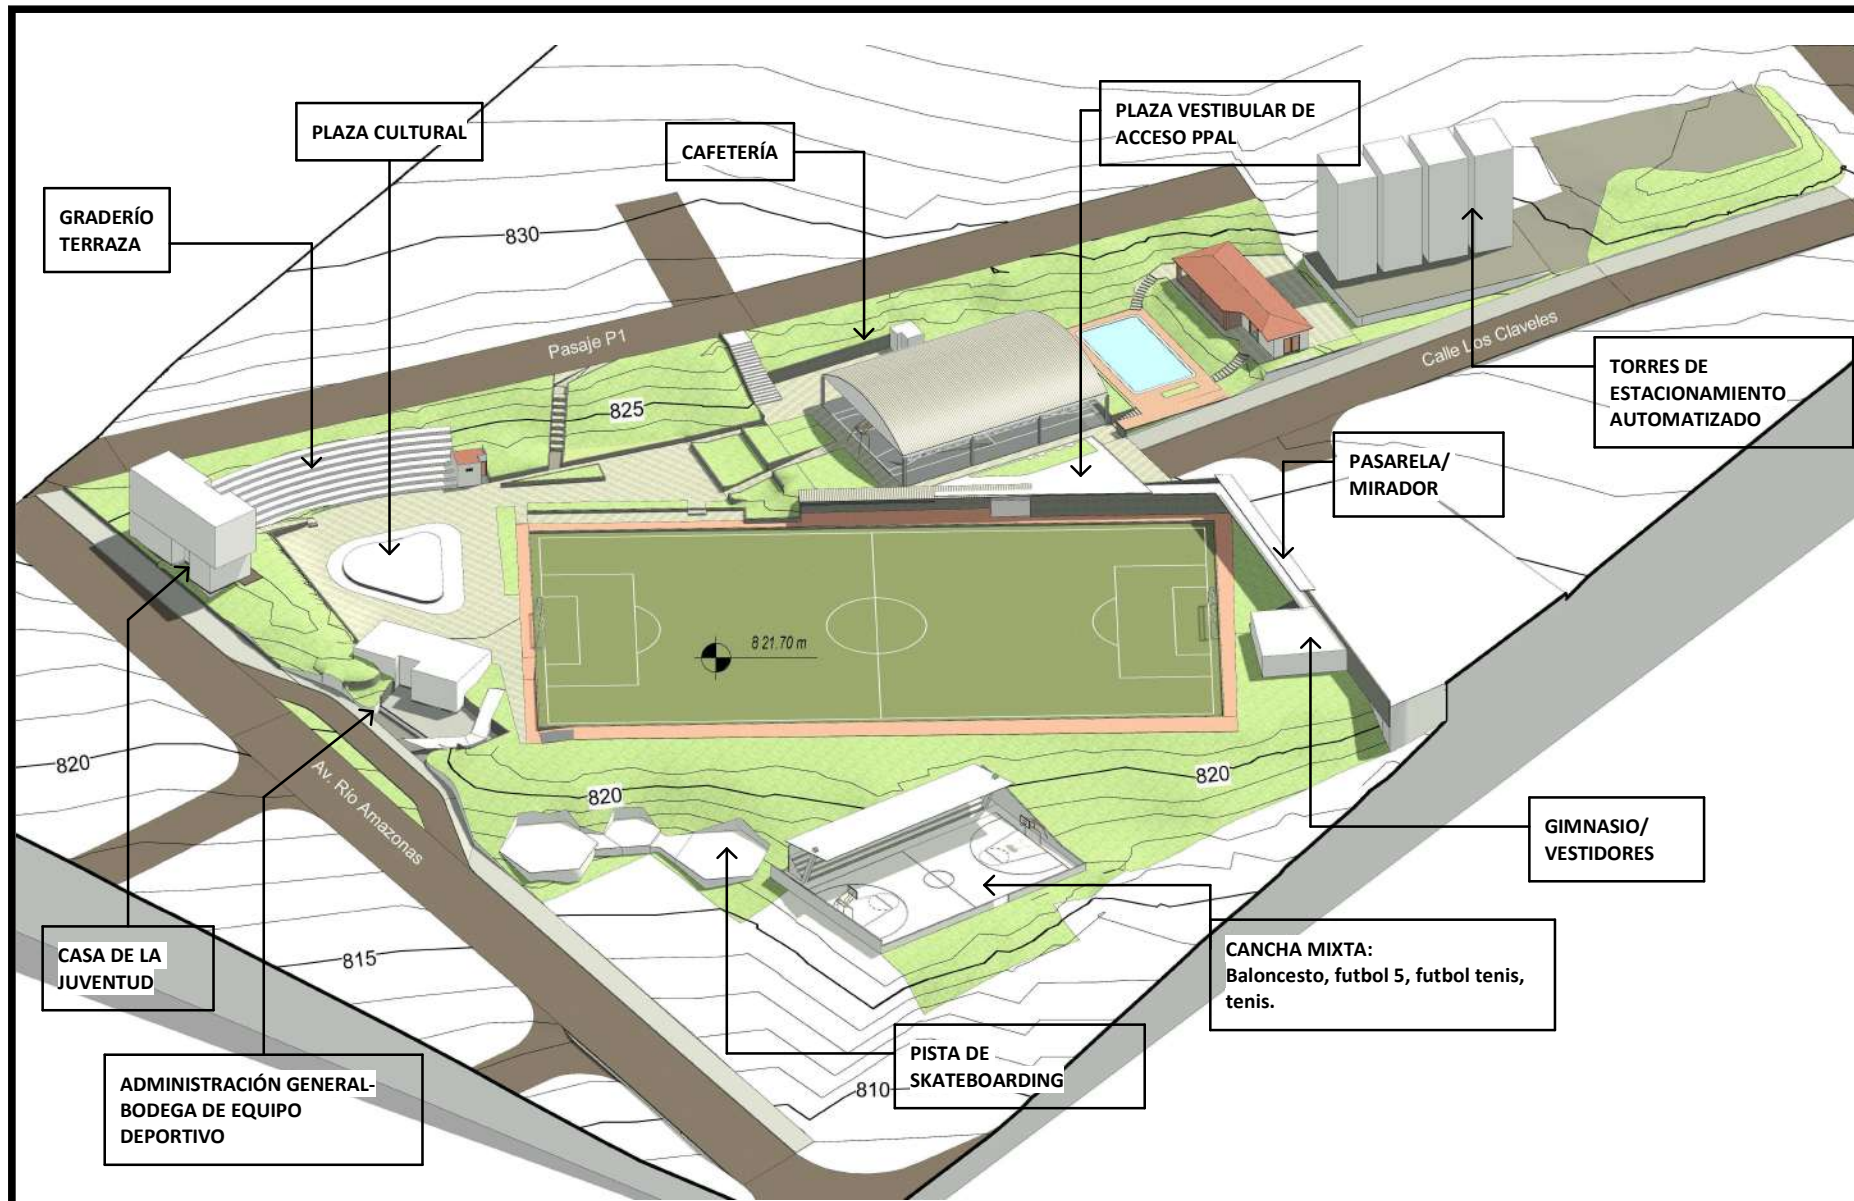 PLAZA CULTURAL
CAFETERÍA
PLAZA VESTIBULAR DE
ACCESO PPAL
GRADERÍO
TERRAZA
830
Pasaje P1
Calle Los Claveles
TORRES DE
ESTACIONAMIENTO
AUTOMATIZADO
825
PASARELA/
MIRADOR
8 21.70 m
820
820
820
Av. Río Amazonas
GIMNASIO/
VESTIDORES
CASA DE LA
JUVENTUD
815
CANCHA MIXTA:
Baloncesto, futbol 5, futbol tenis,
tenis.
PISTA DE
SKATEBOARDING
810
ADMINISTRACIÓN GENERAL-
BODEGA DE EQUIPO
DEPORTIVO